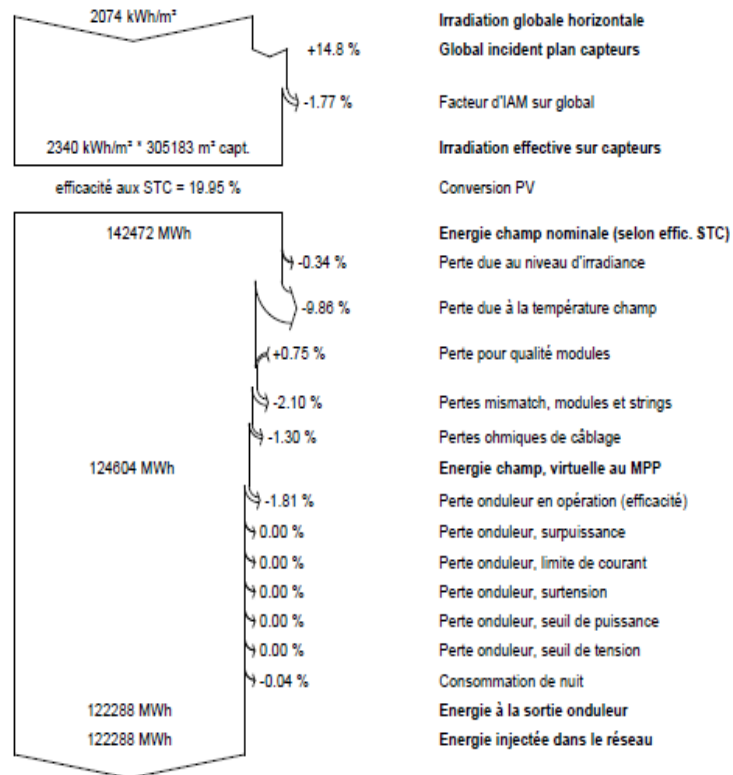 2074 kWh/m² Irradiation globale horizontale
+14.8 % Global incident plan capteurs
-1.77 % Facteur d'IAM sur global
2340 kWh/m² * 305183 m² capt. Irradiation effective sur capteurs
efficacité aux STC = 19.95 % Conversion PV
142472 MWh Energie champ nominale (selon effic. STC)
-0.34 % Perte due au niveau d'irradiance
-9.86 % Perte due à la température champ
+0.75 % Perte pour qualité modules
-2.10 % Pertes mismatch, modules et strings
-1.30 % Pertes ohmiques de câblage
124604 MWh Energie champ, virtuelle au MPP
-1.81 % Perte onduleur en opération (efficacité)
0.00 % Perte onduleur, surpuissance
0.00 % Perte onduleur, limite de courant
0.00 % Perte onduleur, surtension
0.00 % Perte onduleur, seuil de puissance
0.00 % Perte onduleur, seuil de tension
-0.04 % Consommation de nuit
122288 MWh Energie à la sortie onduleur
122288 MWh Energie injectée dans le réseau